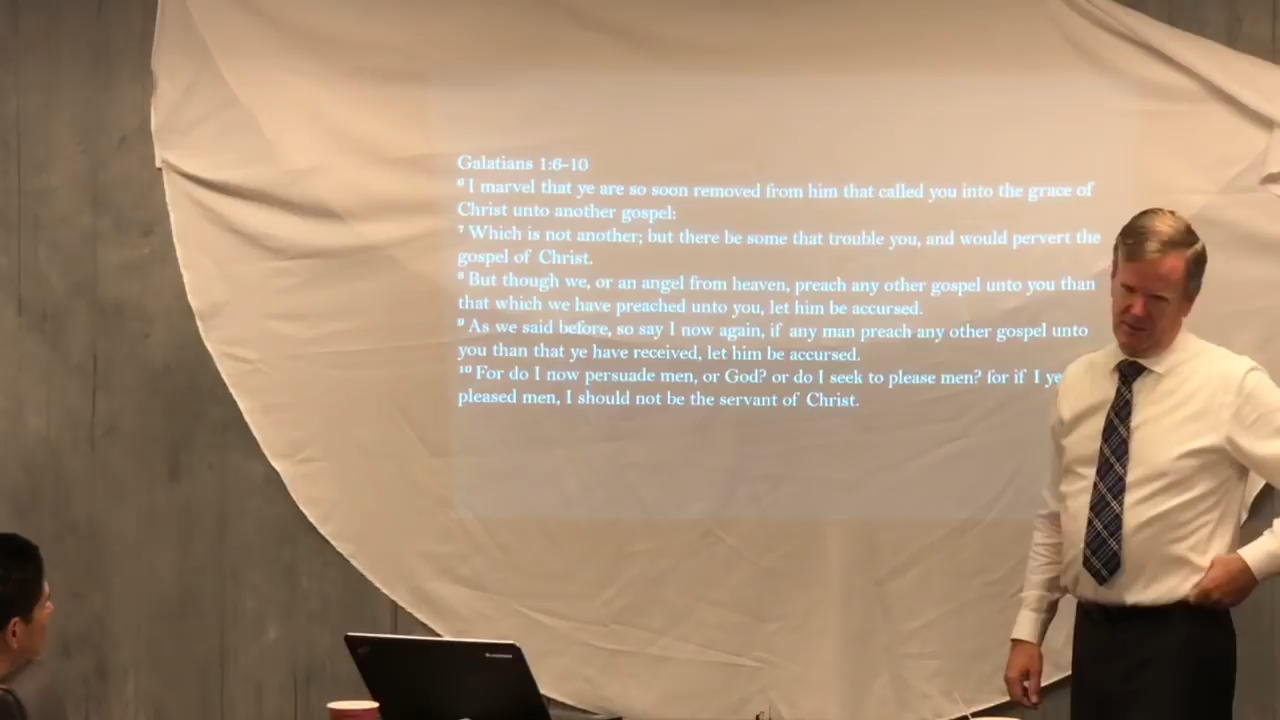 Galatians 1:6-10
⁶ I marvel that ye are so soon removed from him that called you into the grace of
Christ unto another gospel:
⁷ Which is not another; but there be some that trouble you, and would pervert the
gospel of Christ.
⁸ But though we, or an angel from heaven, preach any other gospel unto you than
that which we have preached unto you, let him be accursed.
⁹ As we said before, so say I now again, if any man preach any other gospel unto
you than that ye have received, let him be accursed.
¹⁰ For do I now persuade men, or God? or do I seek to please men? for if I ye
pleased men, I should not be the servant of Christ.